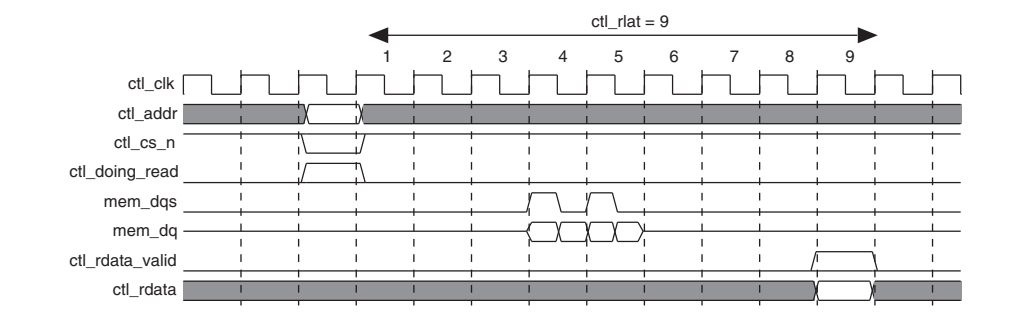 ctl_rlat = 9
1 2 3 4 5 6 7 8 9
ctl_clk
ctl_addr
ctl_cs_n
ctl_doing_read
mem_dqs
mem_dq
ctl_rdata_valid
ctl_rdata